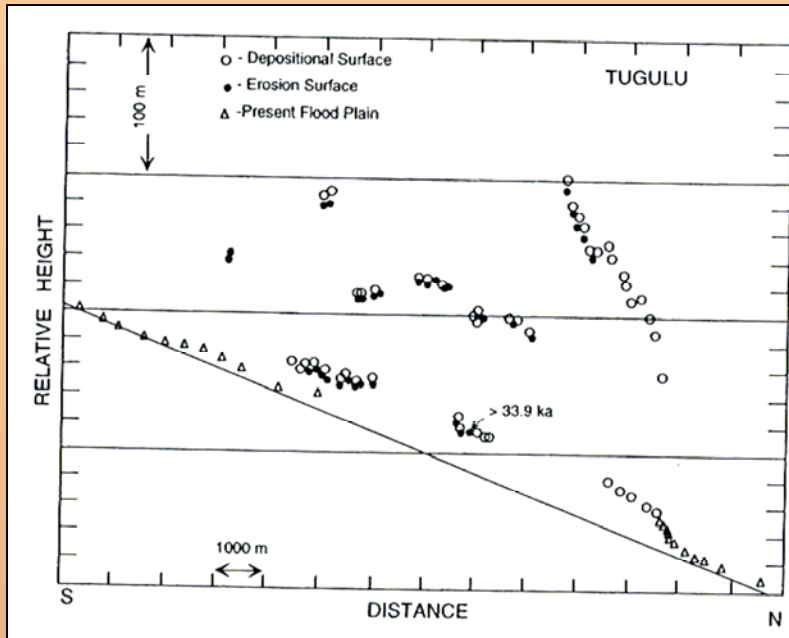 ○ - Depositional Surface
● - Erosion Surface
△ -Present Flood Plain
TUGULU
100 m
RELATIVE HEIGHT
> 33.9 ka
1000 m
S
DISTANCE
N